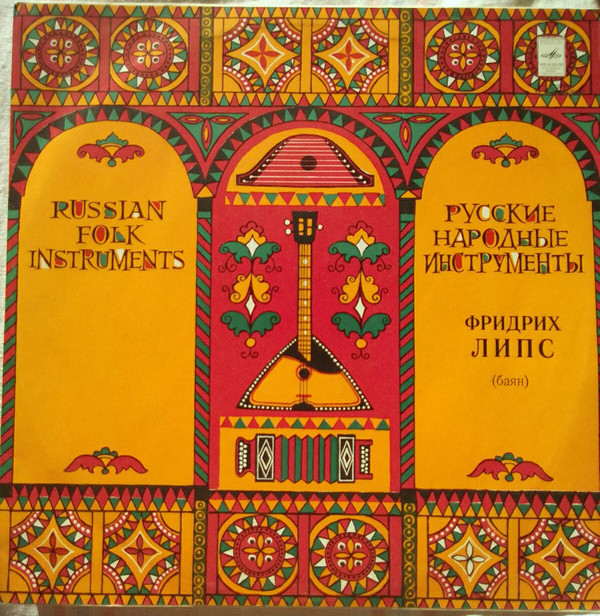 RUSSIAN
FOLK
INSTRUMENTS
РУССКИЕ
НАРОДНЫЕ
ИНСТРУМЕНТЫ
ФРИДРИХ
ЛИПС
(баян)